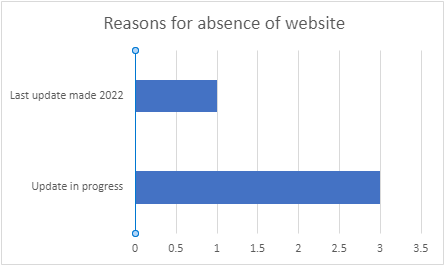 Reasons for absence of website
Last update made 2022
Update in progress
0 0.5 1 1.5 2 2.5 3 3.5